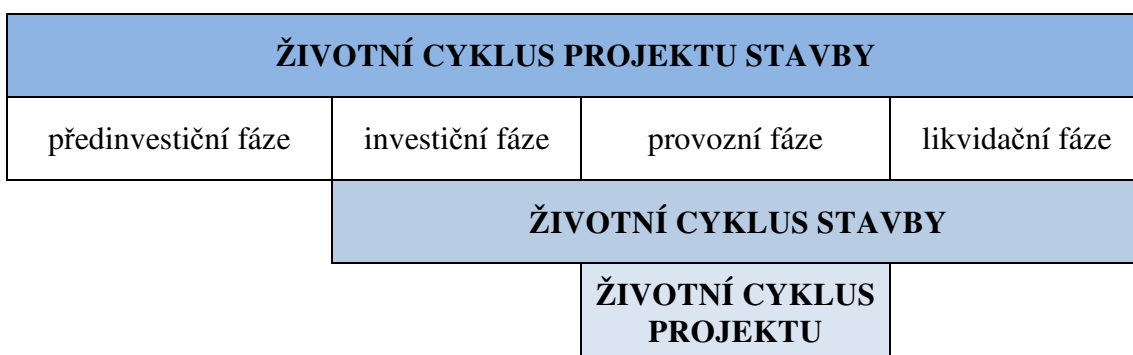 ŽIVOTNÍ CYKLUS PROJEKTU STAVBY
předinvestiční fáze investiční fáze provozní fáze likvidační fáze
ŽIVOTNÍ CYKLUS STAVBY
ŽIVOTNÍ CYKLUS
PROJEKTU